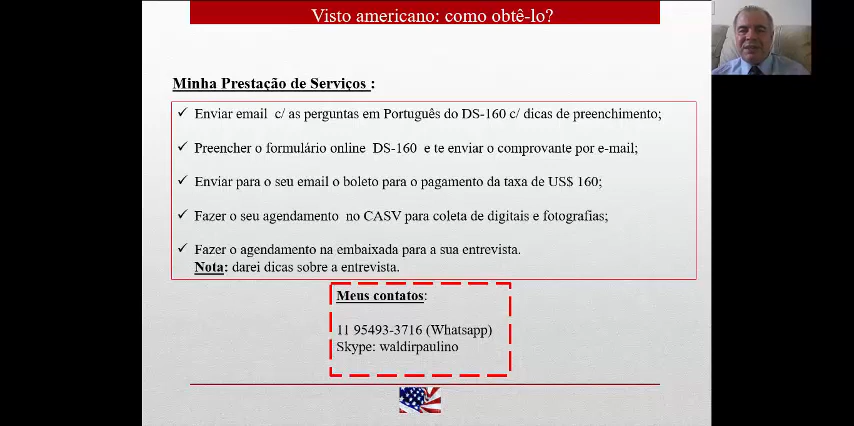 Visto americano: como obtê-lo?
Minha Prestação de Serviços :
Enviar email c/ as perguntas em Português do DS-160 c/ dicas de preenchimento;
Preencher o formulário online DS-160 e te enviar o comprovante por e-mail;
Enviar para o seu email o boleto para o pagamento da taxa de US$ 160;
Fazer o seu agendamento no CASV para coleta de digitais e fotografias;
Fazer o agendamento na embaixada para a sua entrevista.
Nota: darei dicas sobre a entrevista.
Meus contatos:
11 95493-3716 (Whatsapp)
Skype: waldirpaulino